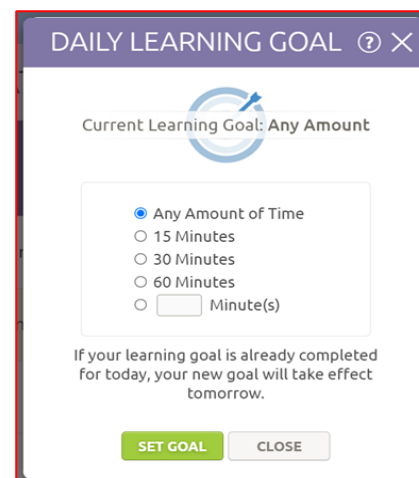 DAILY LEARNING GOAL ? ×
Current Learning Goal: Any Amount
Any Amount of Time
15 Minutes
30 Minutes
60 Minutes
Minute(s)
If your learning goal is already completed
for today, your new goal will take effect
tomorrow.
SET GOAL CLOSE